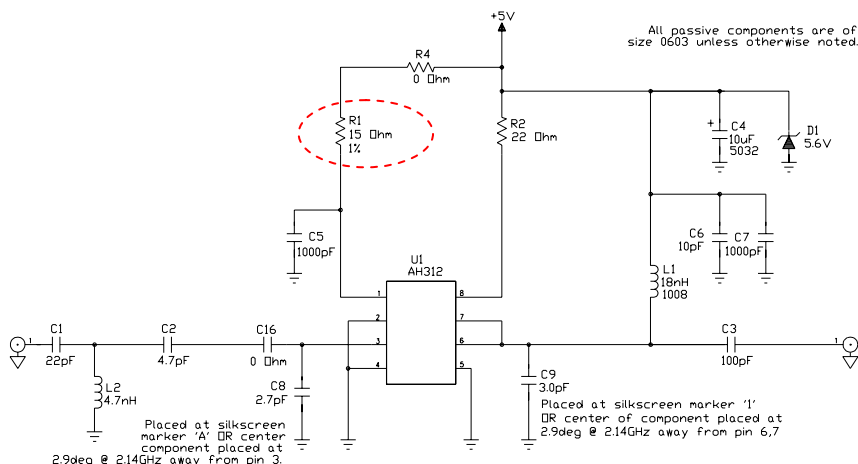 +5V
All passive components are of
size 0603 unless otherwise noted.
R4
0 Ohm
R1
15 Ohm
1%
R2
22 Ohm
+
C4
10uF
5032
D1
5.6V
C5
1000pF
C6
10pF
C7
1000pF
U1
AH312
L1
18nH
1008
1
8
2
7
3
6
4
5
1
C1
22pF
C2
4.7pF
C16
0 Ohm
C3
100pF
1
L2
4.7nH
C8
2.7pF
C9
3.0pF
Placed at silkscreen
marker 'A' OR center
component placed at
2.9deg @ 2.14GHz away from pin 3.
Placed at silkscreen marker '1'
OR center of component placed at
2.9deg @ 2.14GHz away from pin 6,7